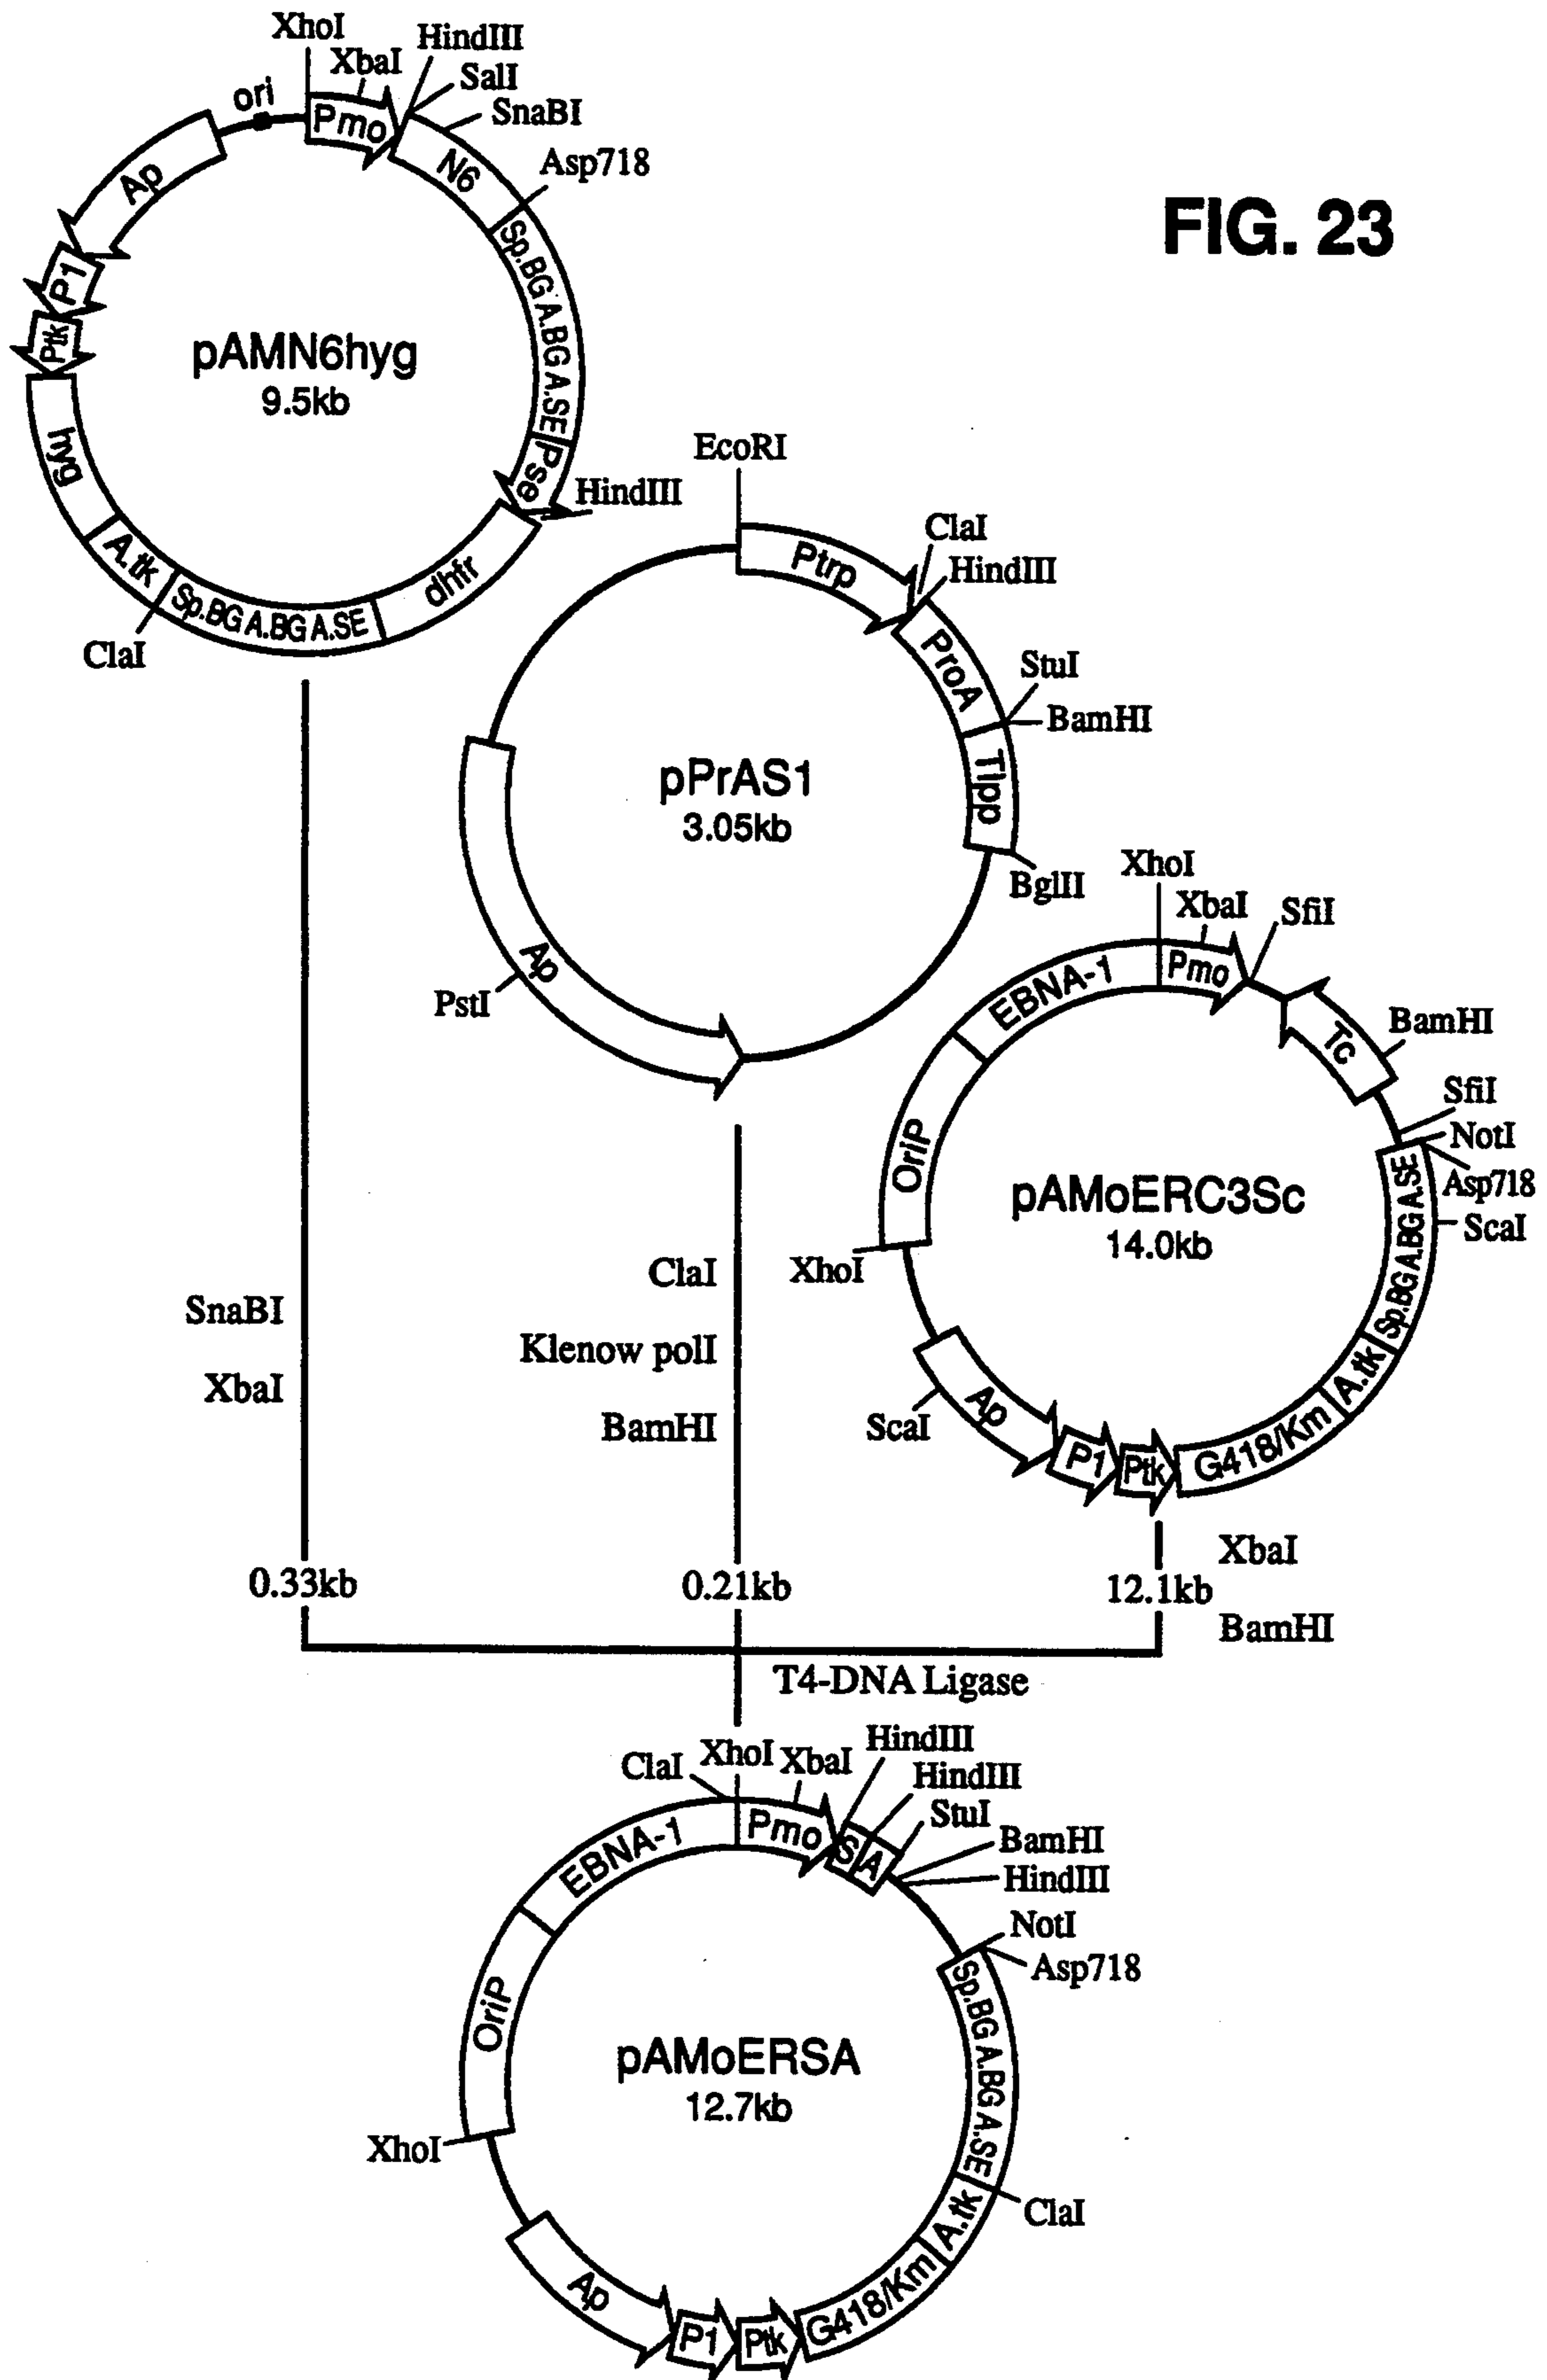 FIG. 23
XhoI
XbaI
HindIII
SalI
SnaBI
Asp718
ori
Pmo
N6
Sp.BG A.BG A.SE
Pse
HindIII
dhfr
Sp.BG A.BG A.SE
ClaI
A.tk
hyg
Ptk
P1
Ap
pAMN6hyg
9.5kb
EcoRI
Ptrp
ClaI
HindIII
ProA
StuI
BamHI
Tlpp
BglII
Ap
PstI
pPrAS1
3.05kb
XhoI
XbaI
SfiI
Pmo
Tc
BamHI
SfiI
NotI
Asp718
ScaI
Sp.BG A.BG A.SE
A.tk
G418/Km
Ptk
P1
Ap
ScaI
XhoI
OriP
EBNA-1
pAMoERC3Sc
14.0kb
SnaBI
XbaI
0.33kb
ClaI
Klenow polI
BamHI
0.21kb
XbaI
12.1kb
BamHI
T4-DNA Ligase
ClaI
XhoI
XbaI
HindIII
HindIII
StuI
BamHI
HindIII
NotI
Asp718
Pmo
S
A
Sp.BG A.BG A.SE
ClaI
A.tk
G418/Km
Ptk
P1
Ap
XhoI
OriP
EBNA-1
pAMoERSA
12.7kb